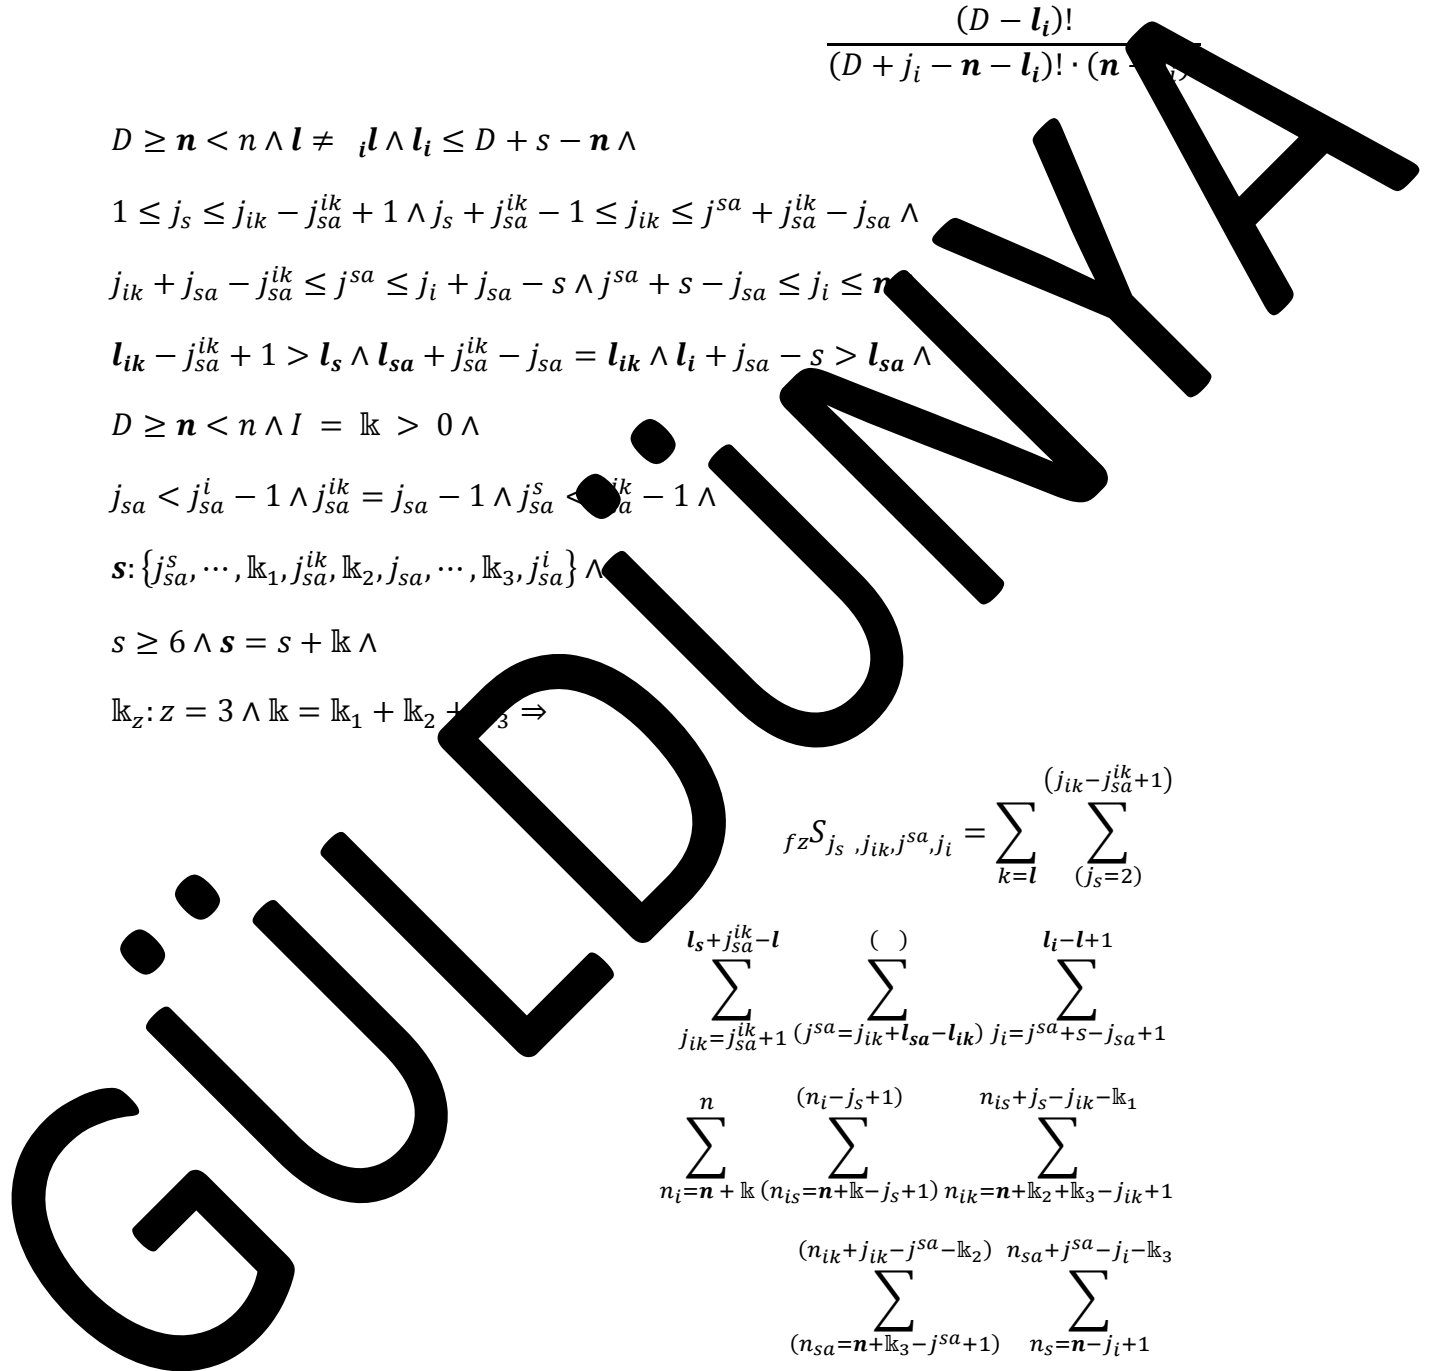 (D − l_i)!
(D + j_i − n − l_i)! · (n
D ≥ n < n ∧ l ≠ _il ∧ l_i ≤ D + s − n ∧
1 ≤ j_s ≤ j_ik − j_sa^ik + 1 ∧ j_s + j_sa^ik − 1 ≤ j_ik ≤ j^sa + j_sa^ik − j_sa ∧
j_ik + j_sa − j_sa^ik ≤ j^sa ≤ j_i + j_sa − s ∧ j^sa + s − j_sa ≤ j_i ≤ n
l_ik − j_sa^ik + 1 > l_s ∧ l_sa + j_sa^ik − j_sa = l_ik ∧ l_i + j_sa − s > l_sa ∧
D ≥ n < n ∧ I = 𝕜 > 0 ∧
j_sa < j_sa^i − 1 ∧ j_sa^ik = j_sa − 1 ∧ j_sa^s < j_sa^ik − 1 ∧
s: {j_sa^s, ⋯ , 𝕜_1, j_sa^ik, 𝕜_2, j_sa, ⋯ , 𝕜_3, j_sa^i} ∧
s ≥ 6 ∧ s = s + 𝕜 ∧
𝕜_z: z = 3 ∧ 𝕜 = 𝕜_1 + 𝕜_2 + 𝕜_3 ⇒
(j_ik−j_sa^ik+1)
_fzS_j_s ,j_ik,j^sa,j_i = ∑ ∑
k=l (j_s=2)
l_s+j_sa^ik−l ( ) l_i−l+1
∑ ∑ ∑
j_ik=j_sa^ik+1 (j^sa=j_ik+l_sa−l_ik) j_i=j^sa+s−j_sa+1
n (n_i−j_s+1) n_is+j_s−j_ik−𝕜_1
∑ ∑ ∑
n_i=n + 𝕜 (n_is=n+𝕜−j_s+1) n_ik=n+𝕜_2+𝕜_3−j_ik+1
(n_ik+j_ik−j^sa−𝕜_2) n_sa+j^sa−j_i−𝕜_3
∑ ∑
(n_sa=n+𝕜_3−j^sa+1) n_s=n−j_i+1
GÜLDÜNYA